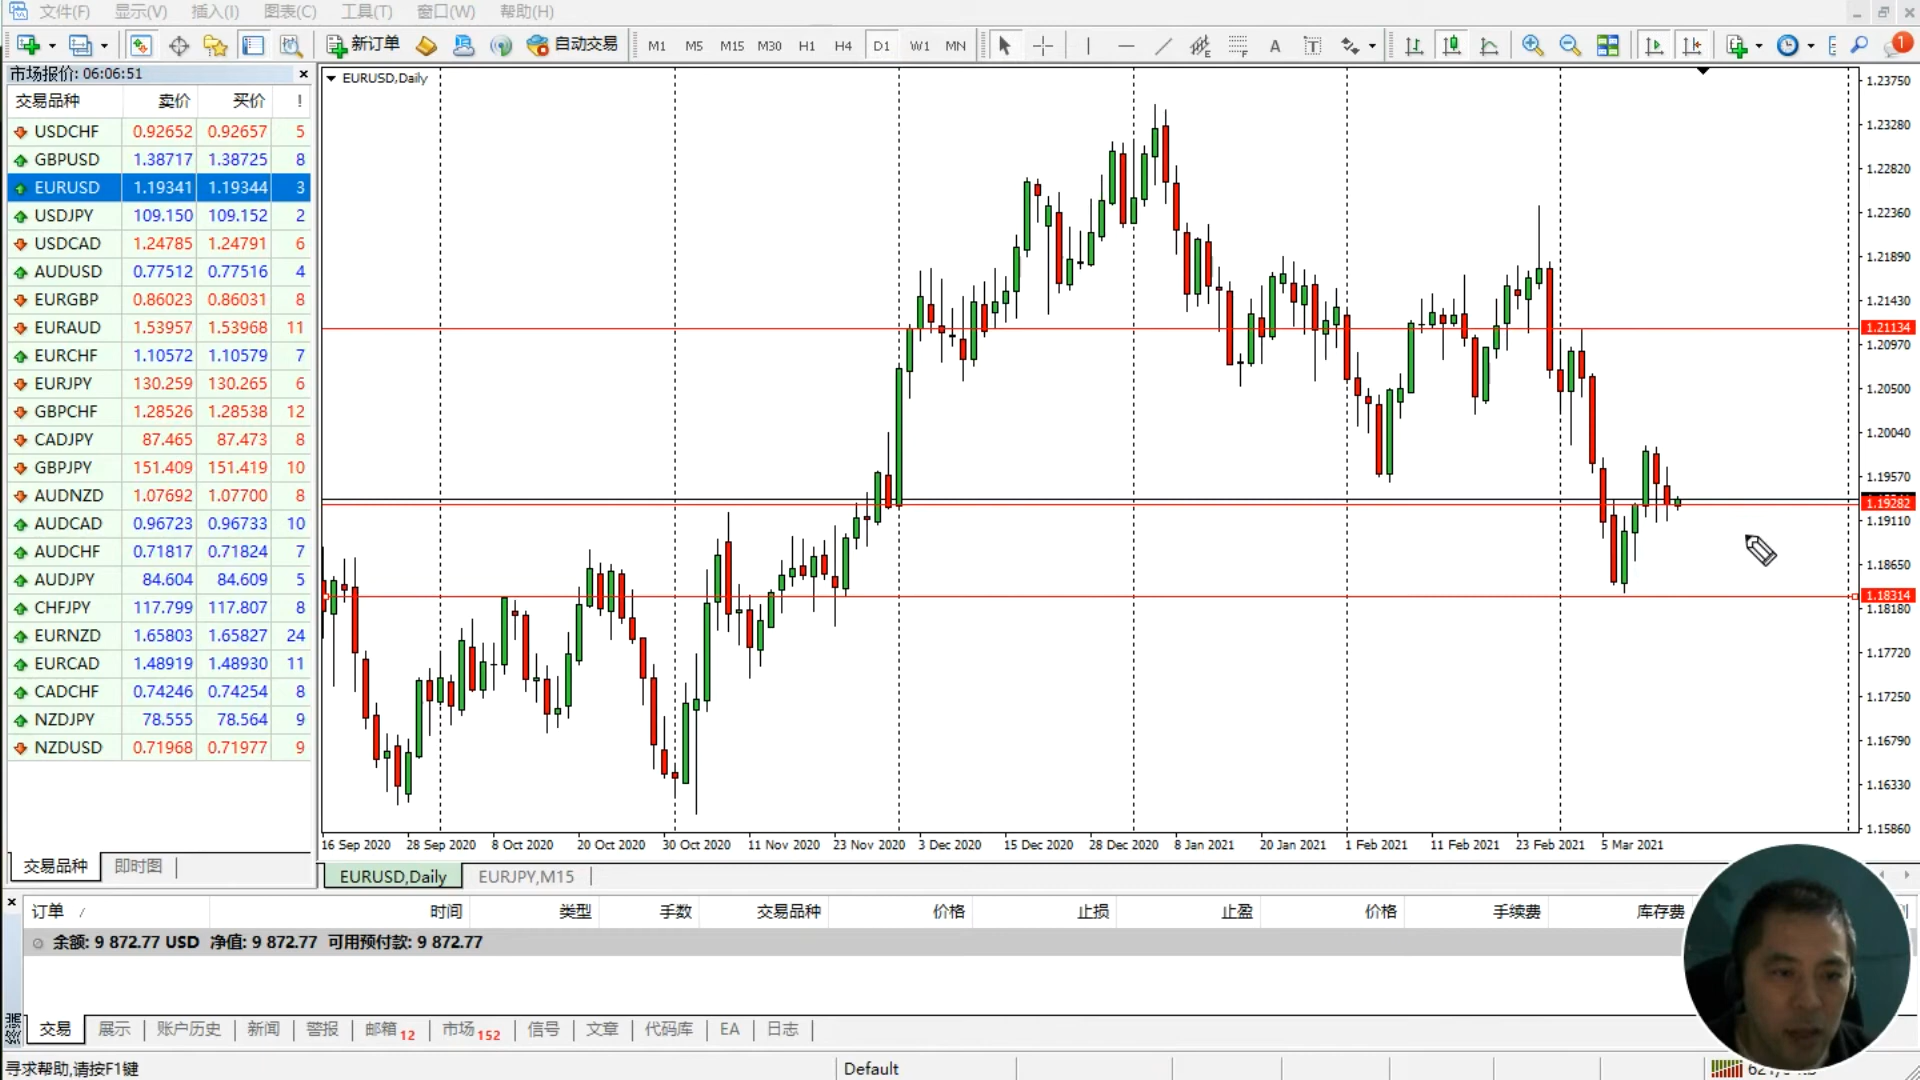 文件(F) 显示(V) 插入(I) 图表(C) 工具(T) 窗口(W) 帮助(H)
新订单 自动交易 M1 M5 M15 M30 H1 H4 D1 W1 MN A T 1
市场报价: 06:06:51
交易品种 卖价 买价 !
USDCHF 0.92652 0.92657 5
GBPUSD 1.38717 1.38725 8
EURUSD 1.19341 1.19344 3
USDJPY 109.150 109.152 2
USDCAD 1.24785 1.24791 6
AUDUSD 0.77512 0.77516 4
EURGBP 0.86023 0.86031 8
EURAUD 1.53957 1.53968 11
EURCHF 1.10572 1.10579 7
EURJPY 130.259 130.265 6
GBPCHF 1.28526 1.28538 12
CADJPY 87.465 87.473 8
GBPJPY 151.409 151.419 10
AUDNZD 1.07692 1.07700 8
AUDCAD 0.96723 0.96733 10
AUDCHF 0.71817 0.71824 7
AUDJPY 84.604 84.609 5
CHFJPY 117.799 117.807 8
EURNZD 1.65803 1.65827 24
EURCAD 1.48919 1.48930 11
CADCHF 0.74246 0.74254 8
NZDJPY 78.555 78.564 9
NZDUSD 0.71968 0.71977 9
交易品种 即时图
EURUSD,Daily
1.23750
1.23280
1.22820
1.22360
1.21890
1.21430
1.21134
1.20970
1.20500
1.20040
1.19570
1.19282
1.19110
1.18650
1.18314
1.18180
1.17720
1.17250
1.16790
1.16330
1.15860
16 Sep 2020 28 Sep 2020 8 Oct 2020 20 Oct 2020 30 Oct 2020 11 Nov 2020 23 Nov 2020 3 Dec 2020 15 Dec 2020 28 Dec 2020 8 Jan 2021 20 Jan 2021 1 Feb 2021 11 Feb 2021 23 Feb 2021 5 Mar 2021
EURUSD,Daily EURJPY,M15
订单 / 时间 类型 手数 交易品种 价格 止损 止盈 价格 手续费 库存费
余额: 9 872.77 USD 净值: 9 872.77 可用预付款: 9 872.77
交易 展示 账户历史 新闻 警报 邮箱 12 市场 152 信号 文章 代码库 EA 日志
寻求帮助,请按F1键 Default